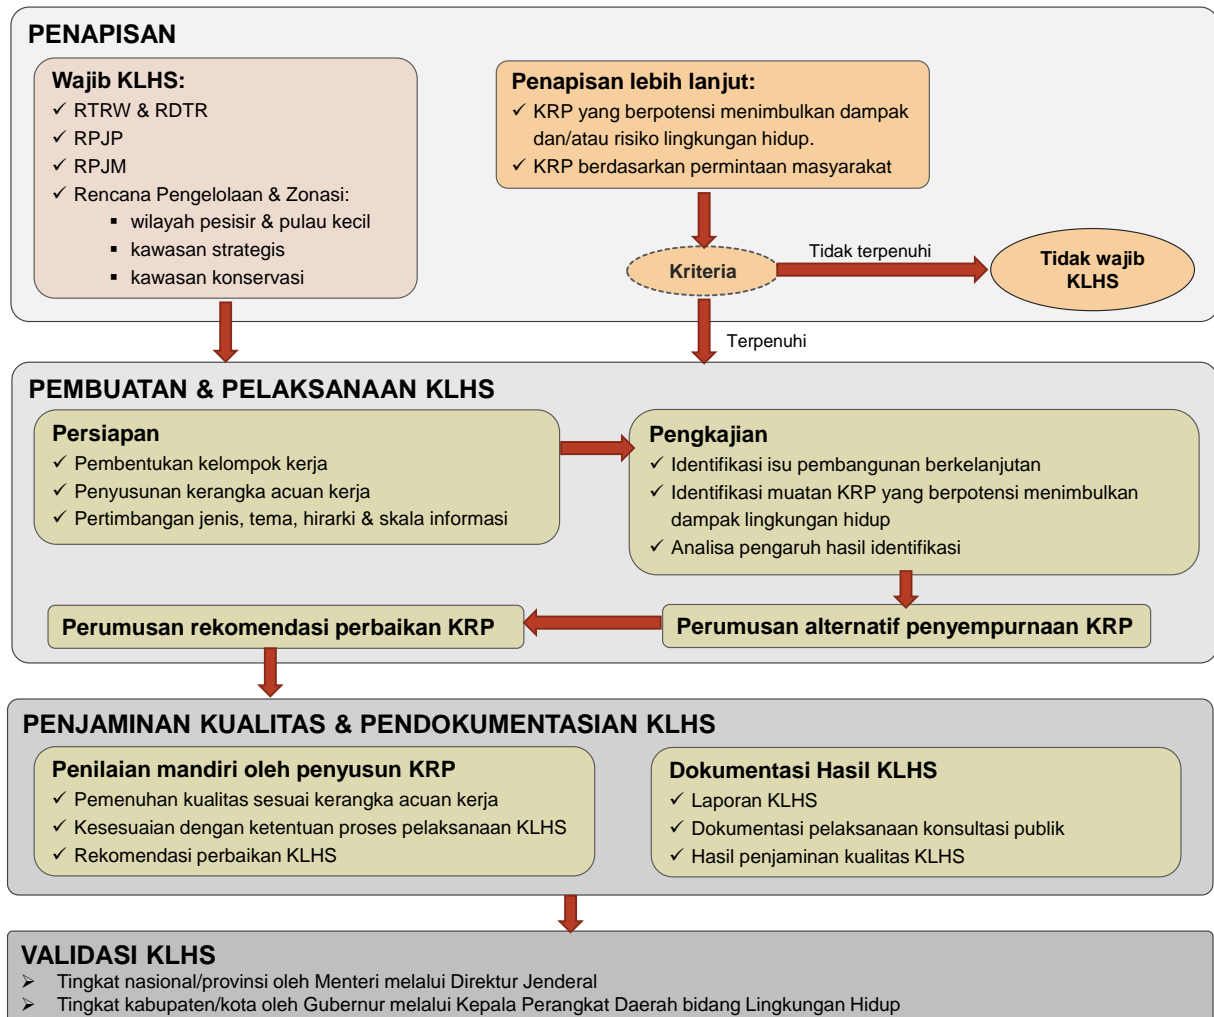 PENAPISAN
Wajib KLHS:
✓ RTRW & RDTR
✓ RPJP
✓ RPJM
✓ Rencana Pengelolaan & Zonasi:
▪ wilayah pesisir & pulau kecil
▪ kawasan strategis
▪ kawasan konservasi
Penapisan lebih lanjut:
✓ KRP yang berpotensi menimbulkan dampak
dan/atau risiko lingkungan hidup.
✓ KRP berdasarkan permintaan masyarakat
Kriteria
Tidak terpenuhi
Tidak wajib
KLHS
Terpenuhi
PEMBUATAN & PELAKSANAAN KLHS
Persiapan
✓ Pembentukan kelompok kerja
✓ Penyusunan kerangka acuan kerja
✓ Pertimbangan jenis, tema, hirarki & skala informasi
Pengkajian
✓ Identifikasi isu pembangunan berkelanjutan
✓ Identifikasi muatan KRP yang berpotensi menimbulkan
dampak lingkungan hidup
✓ Analisa pengaruh hasil identifikasi
Perumusan alternatif penyempurnaan KRP
Perumusan rekomendasi perbaikan KRP
PENJAMINAN KUALITAS & PENDOKUMENTASIAN KLHS
Penilaian mandiri oleh penyusun KRP
✓ Pemenuhan kualitas sesuai kerangka acuan kerja
✓ Kesesuaian dengan ketentuan proses pelaksanaan KLHS
✓ Rekomendasi perbaikan KLHS
Dokumentasi Hasil KLHS
✓ Laporan KLHS
✓ Dokumentasi pelaksanaan konsultasi publik
✓ Hasil penjaminan kualitas KLHS
VALIDASI KLHS
➢ Tingkat nasional/provinsi oleh Menteri melalui Direktur Jenderal
➢ Tingkat kabupaten/kota oleh Gubernur melalui Kepala Perangkat Daerah bidang Lingkungan Hidup